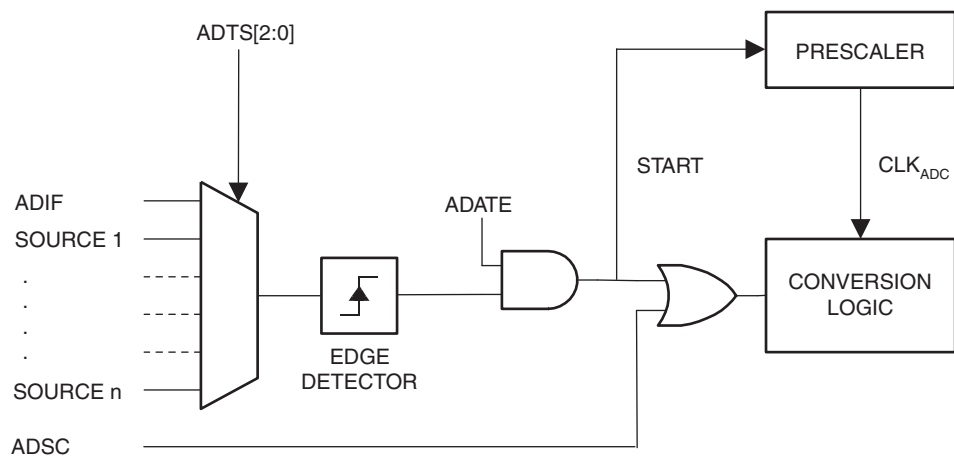 ADTS[2:0]
PRESCALER
START
CLKADC
ADIF
SOURCE 1
.
.
.
.
SOURCE n
ADATE
CONVERSION
LOGIC
EDGE
DETECTOR
ADSC